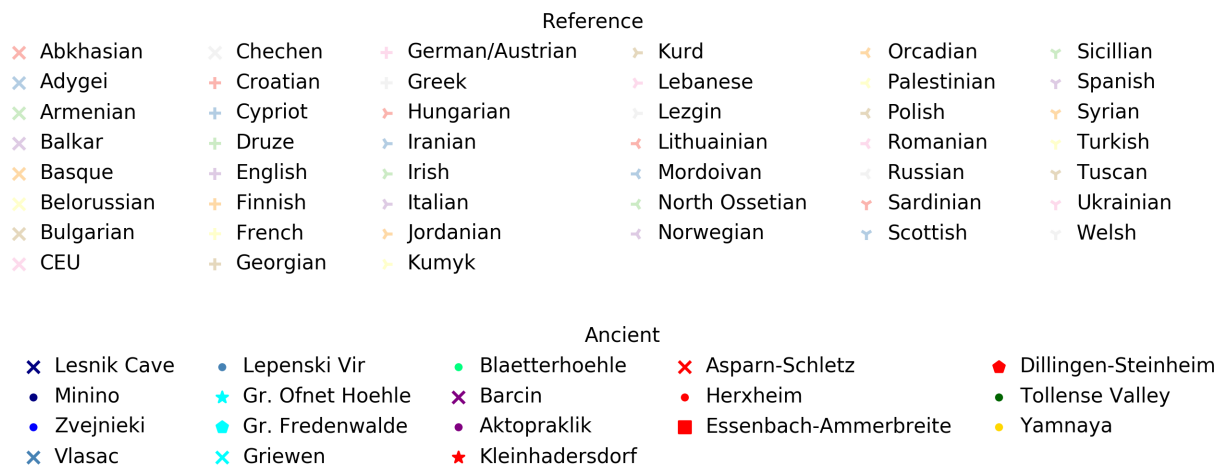 Reference
Abkhasian Chechen German/Austrian Kurd Orcadian Sicillian
Adygei Croatian Greek Lebanese Palestinian Spanish
Armenian Cypriot Hungarian Lezgin Polish Syrian
Balkar Druze Iranian Lithuainian Romanian Turkish
Basque English Irish Mordoivan Russian Tuscan
Belorussian Finnish Italian North Ossetian Sardinian Ukrainian
Bulgarian French Jordanian Norwegian Scottish Welsh
CEU Georgian Kumyk
Ancient
Lesnik Cave Lepenski Vir Blaetterhoehle Asparn-Schletz Dillingen-Steinheim
Minino Gr. Ofnet Hoehle Barcin Herxheim Tollense Valley
Zvejnieki Gr. Fredenwalde Aktopraklik Essenbach-Ammerbreite Yamnaya
Vlasac Griewen Kleinhadersdorf